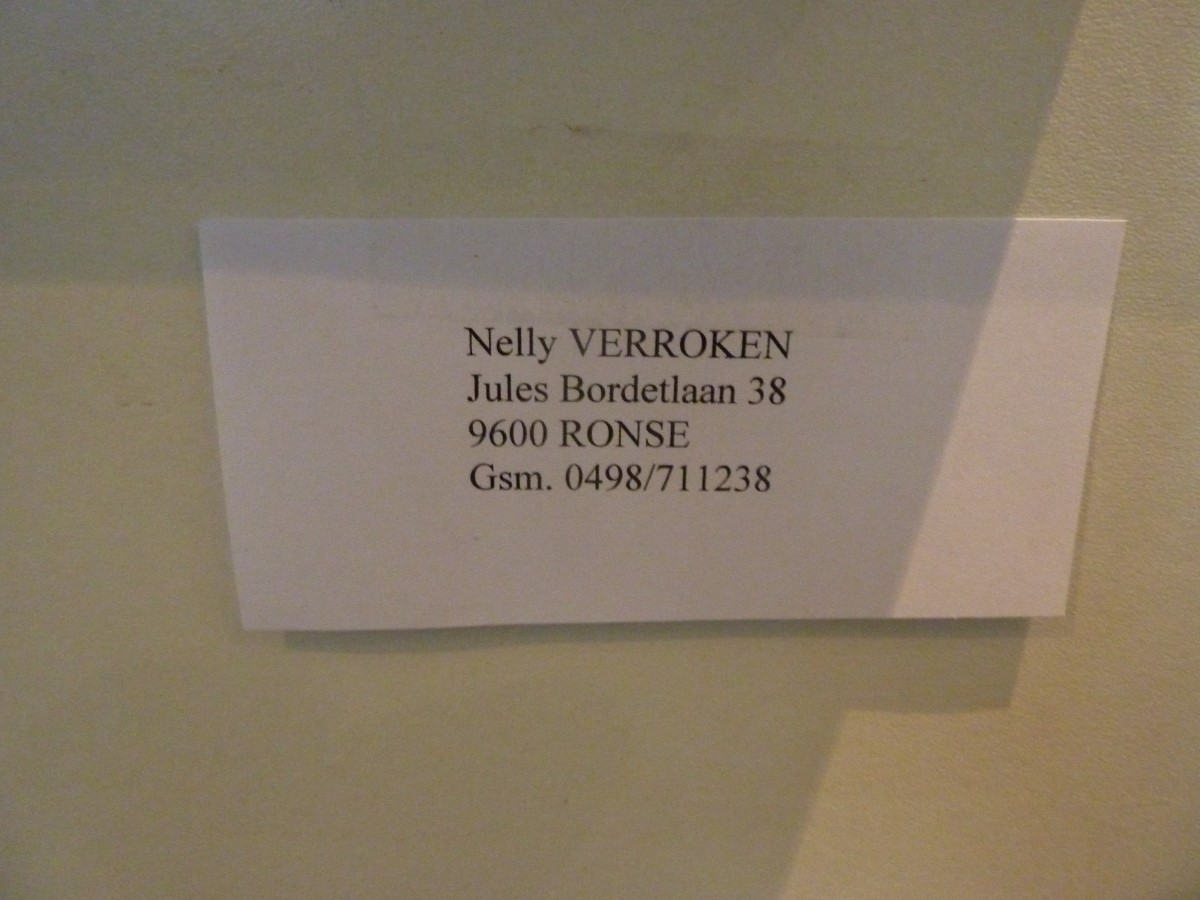 Nelly VERROKEN
Jules Bordetlaan 38
9600 RONSE
Gsm. 0498/711238